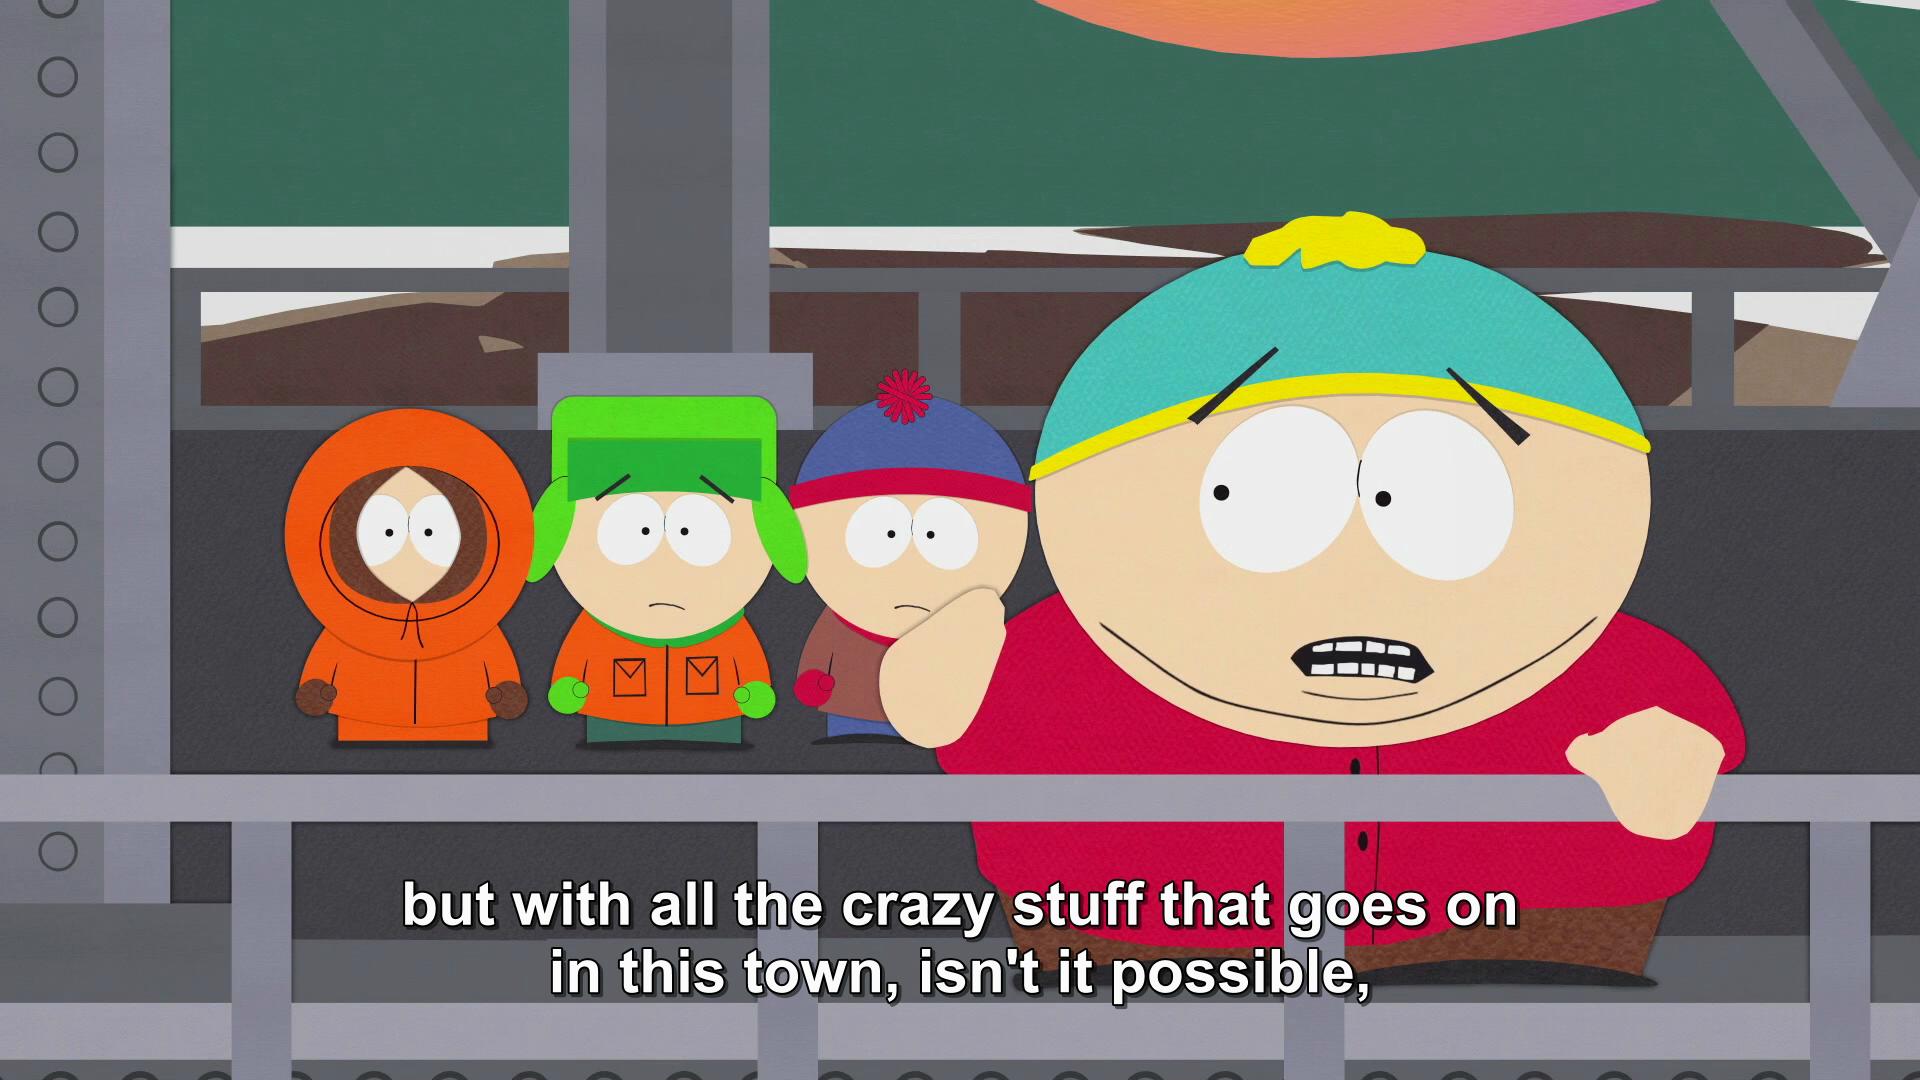 but with all the crazy stuff that goes on
in this town, isn't it possible,